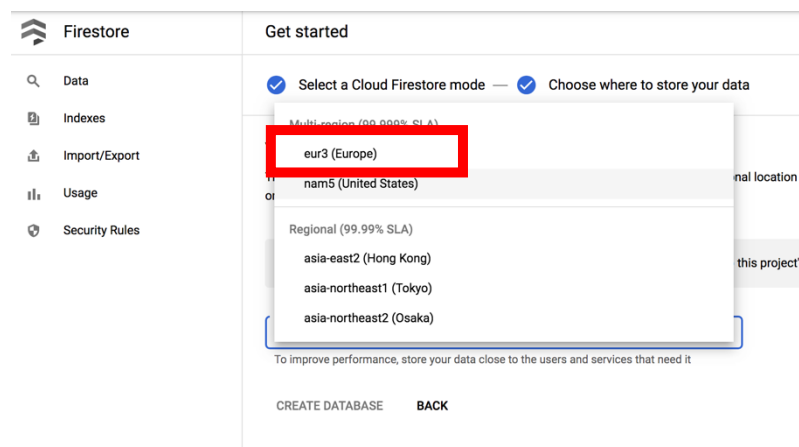 Firestore
Get started
Data
Indexes
Import/Export
Usage
Security Rules
Select a Cloud Firestore mode — Choose where to store your data
Multi-region (99.999% SLA)
eur3 (Europe)
nam5 (United States)
nal location
or
Regional (99.99% SLA)
asia-east2 (Hong Kong)
this project'
asia-northeast1 (Tokyo)
asia-northeast2 (Osaka)
To improve performance, store your data close to the users and services that need it
CREATE DATABASE BACK